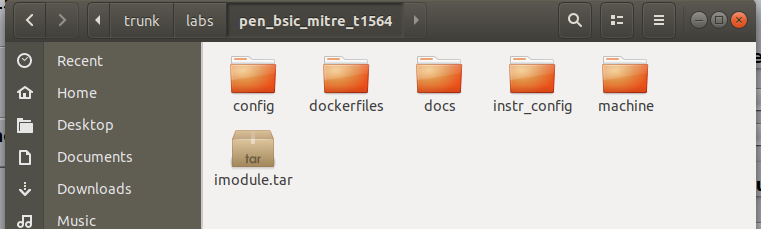 trunk labs pen_bsic_mitre_t1564
Recent
Home
Desktop
Documents
Downloads
Music
config dockerfiles docs instr_config machine
tar
imodule.tar